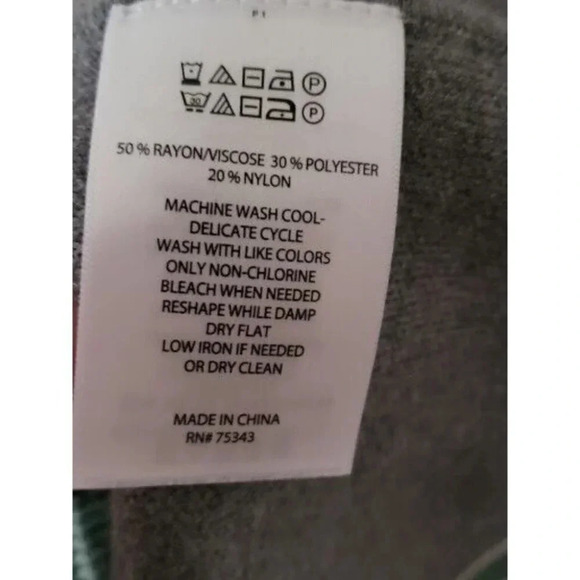 P1
P
30 P
50 % RAYON/VISCOSE 30 % POLYESTER
20 % NYLON
MACHINE WASH COOL-
DELICATE CYCLE
WASH WITH LIKE COLORS
ONLY NON-CHLORINE
BLEACH WHEN NEEDED
RESHAPE WHILE DAMP
DRY FLAT
LOW IRON IF NEEDED
OR DRY CLEAN
MADE IN CHINA
RN# 75343